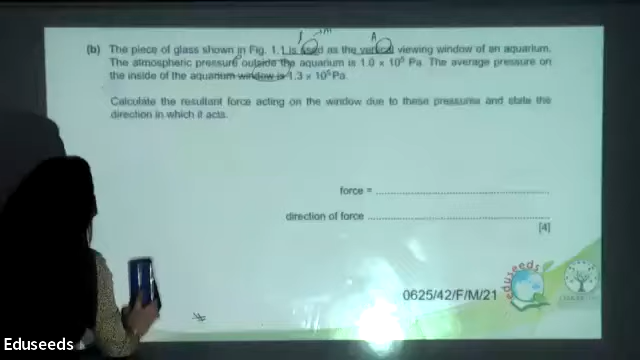 (b) The piece of glass shown in Fig. 1.1 is used as the vertical viewing window of an aquarium.
The atmospheric pressure outside the aquarium is 1.0 × 10⁵ Pa. The average pressure on
the inside of the aquarium window is 1.3 × 10⁵ Pa.
Calculate the resultant force acting on the window due to these pressures and state the
direction in which it acts.
force = ........................................................
direction of force ........................................................
[4]
0625/42/F/M/21
eduseeds
Eduseeds